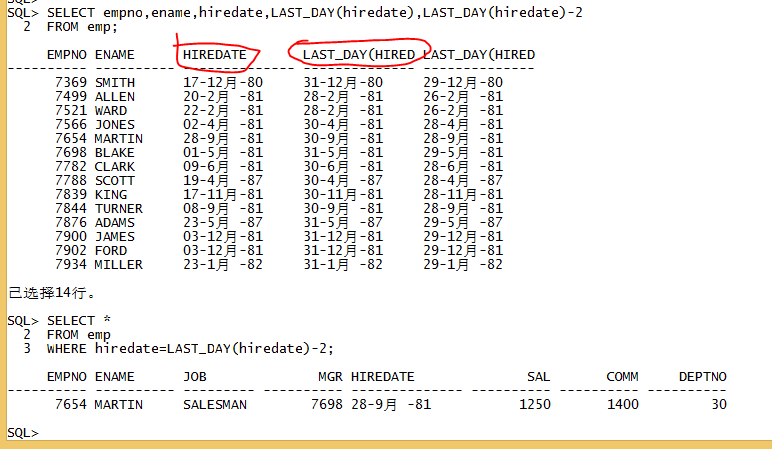 SQL>
SQL> SELECT empno,ename,hiredate,LAST_DAY(hiredate),LAST_DAY(hiredate)-2
2 FROM emp;
EMPNO ENAME HIREDATE LAST_DAY(HIRED LAST_DAY(HIRED
---------- ---------- -------------- -------------- --------------
7369 SMITH 17-12月-80 31-12月-80 29-12月-80
7499 ALLEN 20-2月 -81 28-2月 -81 26-2月 -81
7521 WARD 22-2月 -81 28-2月 -81 26-2月 -81
7566 JONES 02-4月 -81 30-4月 -81 28-4月 -81
7654 MARTIN 28-9月 -81 30-9月 -81 28-9月 -81
7698 BLAKE 01-5月 -81 31-5月 -81 29-5月 -81
7782 CLARK 09-6月 -81 30-6月 -81 28-6月 -81
7788 SCOTT 19-4月 -87 30-4月 -87 28-4月 -87
7839 KING 17-11月-81 30-11月-81 28-11月-81
7844 TURNER 08-9月 -81 30-9月 -81 28-9月 -81
7876 ADAMS 23-5月 -87 31-5月 -87 29-5月 -87
7900 JAMES 03-12月-81 31-12月-81 29-12月-81
7902 FORD 03-12月-81 31-12月-81 29-12月-81
7934 MILLER 23-1月 -82 31-1月 -82 29-1月 -82
已选择14行。
SQL> SELECT *
2 FROM emp
3 WHERE hiredate=LAST_DAY(hiredate)-2;
EMPNO ENAME JOB MGR HIREDATE SAL COMM DEPTNO
---------- ---------- --------- ---------- -------------- ---------- ---------- ----------
7654 MARTIN SALESMAN 7698 28-9月 -81 1250 1400 30
SQL>